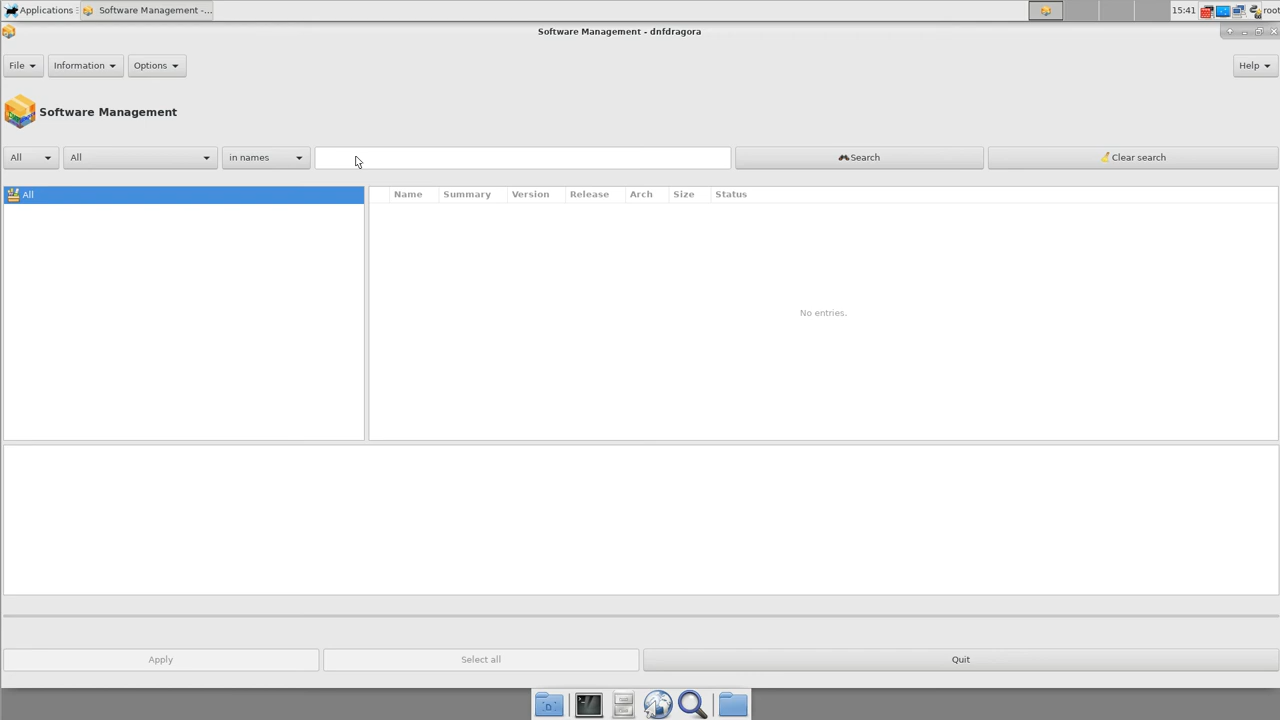 Applications
Software Management -...
15:41
root
Software Management - dnfdragora
File
Information
Options
Help
Software Management
All
All
in names
Search
Clear search
All
Name Summary Version Release Arch Size Status
No entries.
Apply
Select all
Quit